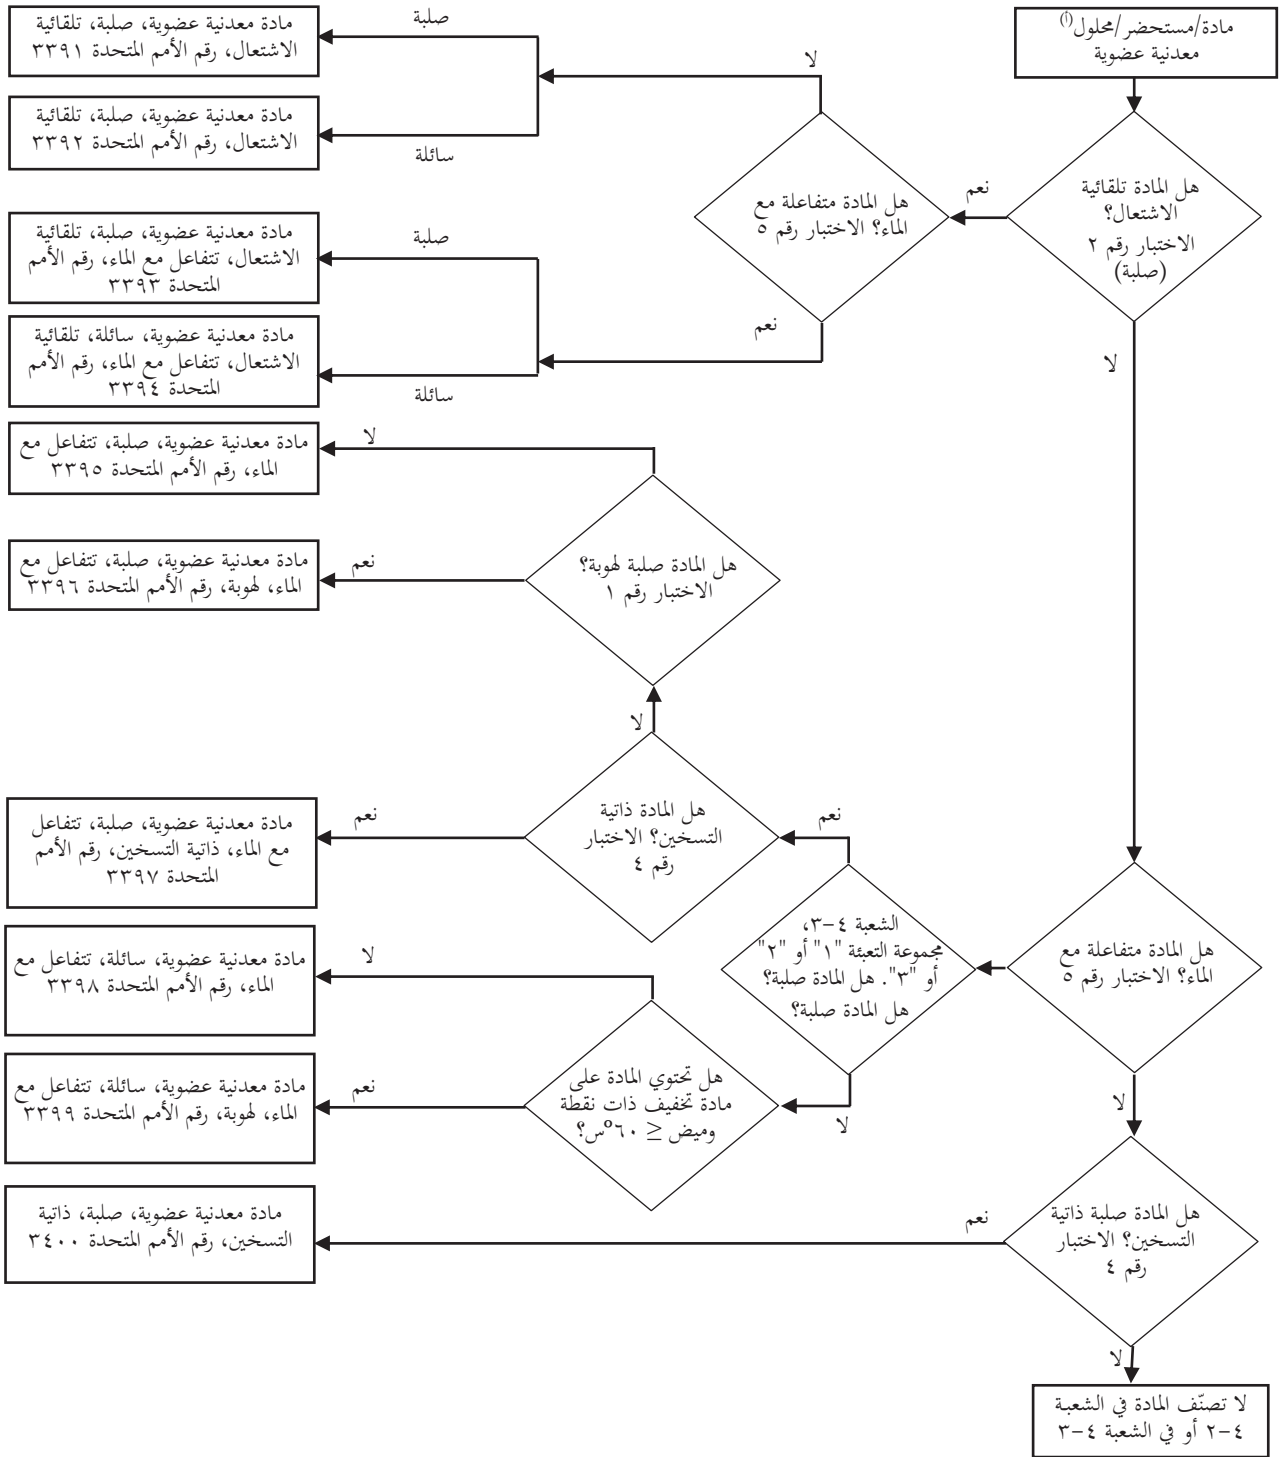 مادة/مستحضر/محلول(أ)
معدنية عضوية
هل المادة تلقائية
الاشتعال؟
الاختبار رقم ٢
(صلبة)
نعم
لا
هل المادة متفاعلة مع
الماء؟ الاختبار رقم ٥
لا
نعم
صلبة
سائلة
مادة معدنية عضوية، صلبة، تلقائية
الاشتعال، رقم الأمم المتحدة ٣٣٩١
مادة معدنية عضوية، صلبة، تلقائية
الاشتعال، رقم الأمم المتحدة ٣٣٩٢
صلبة
سائلة
مادة معدنية عضوية، صلبة، تلقائية
الاشتعال، تتفاعل مع الماء، رقم الأمم
المتحدة ٣٣٩٣
مادة معدنية عضوية، سائلة، تلقائية
الاشتعال، تتفاعل مع الماء، رقم الأمم
المتحدة ٣٣٩٤
لا
مادة معدنية عضوية، صلبة، تتفاعل مع
الماء، رقم الأمم المتحدة ٣٣٩٥
هل المادة صلبة لهوبة؟
الاختبار رقم ١
نعم
مادة معدنية عضوية، صلبة، تتفاعل مع
الماء، لهوبة، رقم الأمم المتحدة ٣٣٩٦
لا
هل المادة ذاتية
التسخين؟ الاختبار
رقم ٤
نعم
نعم
مادة معدنية عضوية، صلبة، تتفاعل
مع الماء، ذاتية التسخين، رقم الأمم
المتحدة ٣٣٩٧
هل المادة متفاعلة مع
الماء؟ الاختبار رقم ٥
الشعبة ٤-٣،
مجموعة التعبئة "١" أو "٢"
أو "٣". هل المادة صلبة؟
هل المادة صلبة؟
لا
لا
مادة معدنية عضوية، سائلة، تتفاعل مع
الماء، رقم الأمم المتحدة ٣٣٩٨
هل تحتوي المادة على
مادة تخفيف ذات نقطة
وميض ≤ ٦٠°س؟
نعم
مادة معدنية عضوية، سائلة، تتفاعل مع
الماء، لهوبة، رقم الأمم المتحدة ٣٣٩٩
لا
هل المادة صلبة ذاتية
التسخين؟ الاختبار
رقم ٤
نعم
مادة معدنية عضوية، صلبة، ذاتية
التسخين، رقم الأمم المتحدة ٣٤٠٠
لا
لا تصنّف المادة في الشعبة
٤-٢ أو في الشعبة ٤-٣